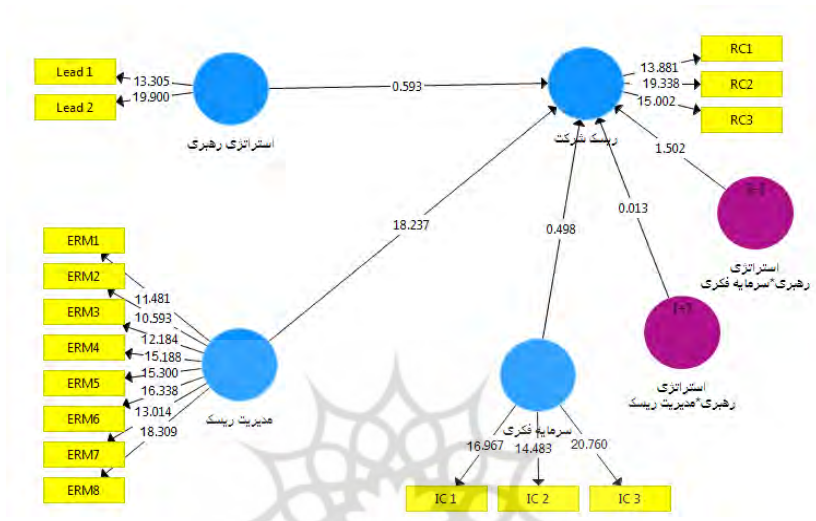 Lead 1
Lead 2
13.305
19.900
استراتژی رهبری
0.593
ریسک شرکت
13.881
19.338
15.002
RC1
RC2
RC3
1.502
استراتژی
رهبری*سرمایه فکری
0.013
استراتژی
رهبری*مدیریت ریسک
0.498
18.237
ERM1
ERM2
ERM3
ERM4
ERM5
ERM6
ERM7
ERM8
11.481
10.593
12.184
15.188
15.300
16.338
13.014
18.309
مدیریت ریسک
سرمایه فکری
16.967
14.483
20.760
IC 1
IC 2
IC 3